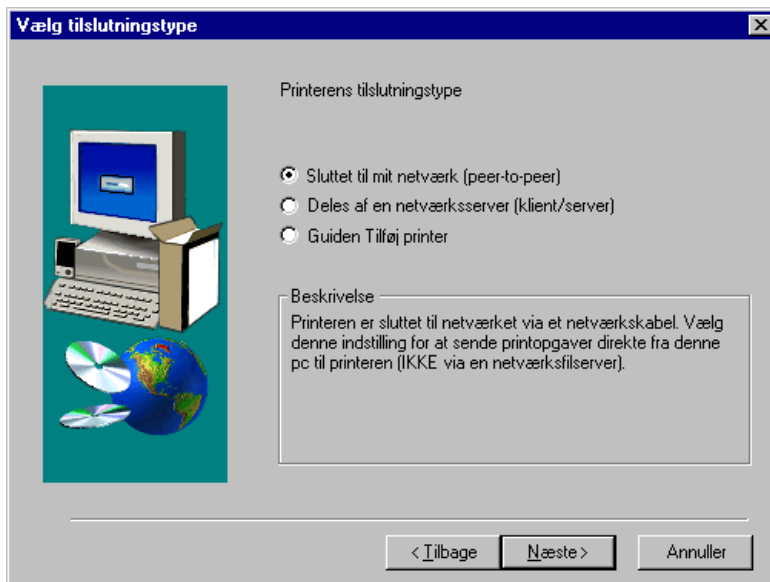 Vælg tilslutningstype
Printerens tilslutningstype
Sluttet til mit netværk (peer-to-peer)
Deles af en netværksserver (klient/server)
Guiden Tilføj printer
Beskrivelse
Printeren er sluttet til netværket via et netværkskabel. Vælg
denne indstilling for at sende printopgaver direkte fra denne
pc til printeren (IKKE via en netværksfilserver).
< Tilbage
Næste >
Annuller